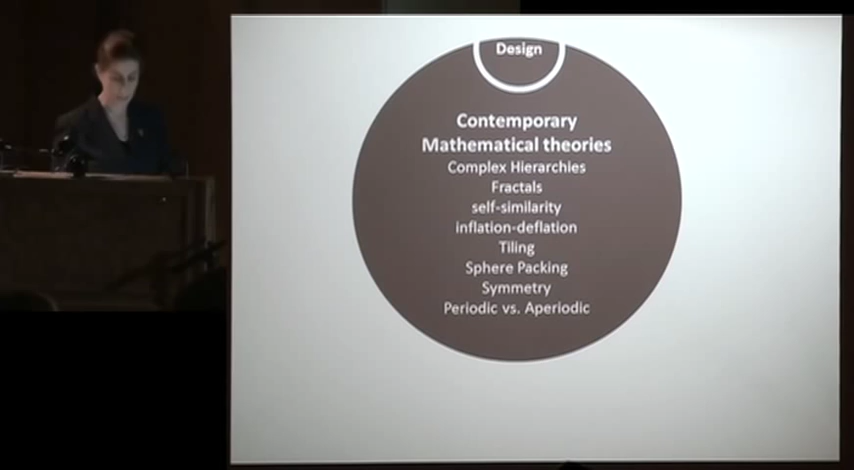 Design
Contemporary
Mathematical theories
Complex Hierarchies
Fractals
self-similarity
inflation-deflation
Tiling
Sphere Packing
Symmetry
Periodic vs. Aperiodic